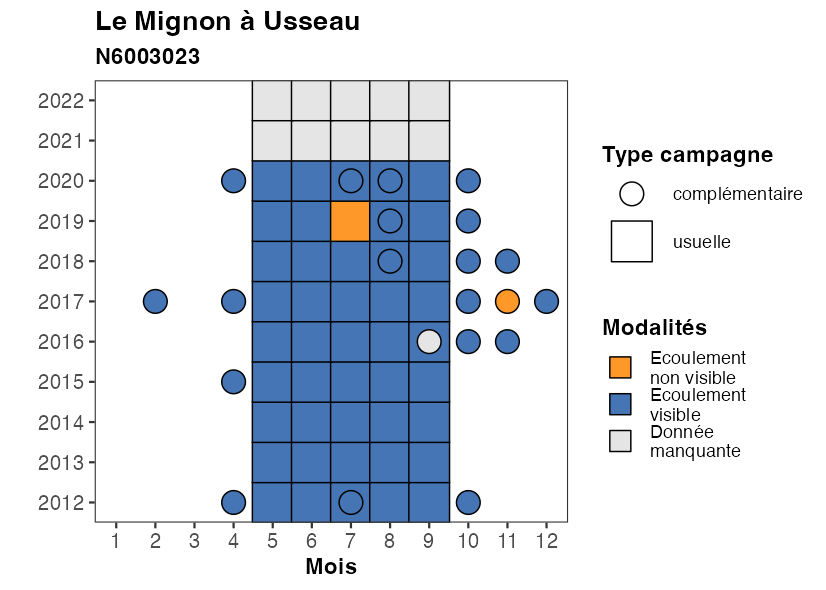 Le Mignon à Usseau
N6003023
2022
2021
2020
2019
2018
2017
2016
2015
2014
2013
2012
1 2 3 4 5 6 7 8 9 10 11 12
Mois
Type campagne
complémentaire
usuelle
Modalités
Ecoulement
non visible
Ecoulement
visible
Donnée
manquante